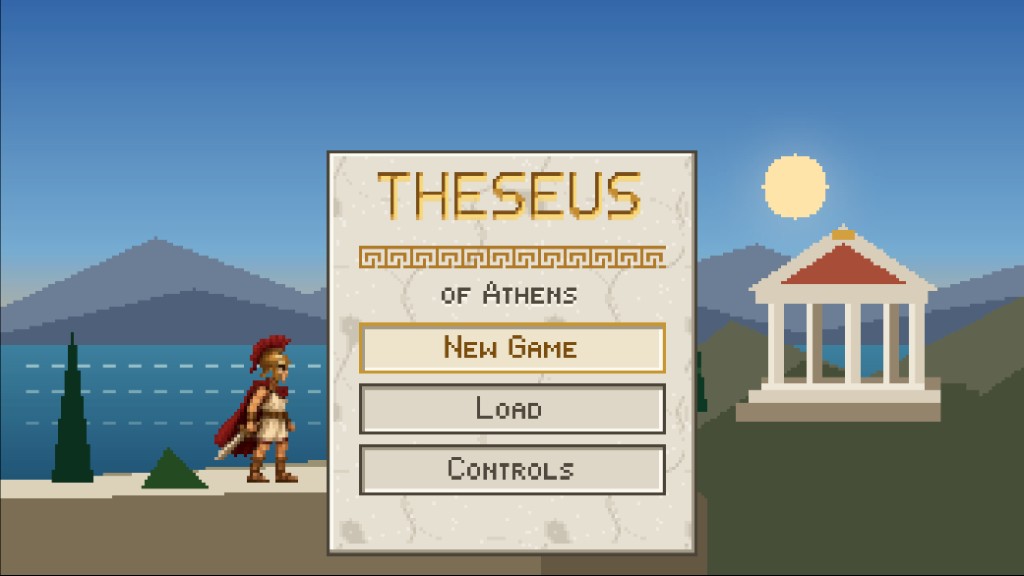 THESEUS
OF ATHENS
NEW GAME
LOAD
CONTROLS